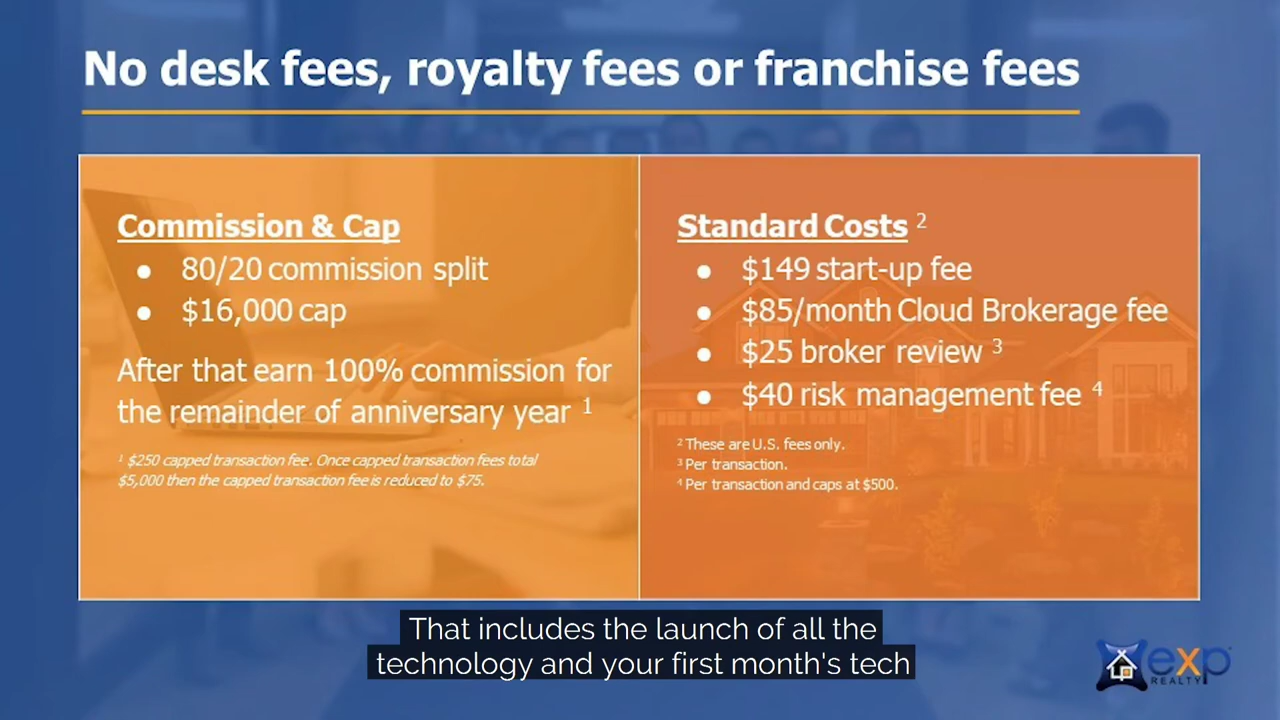 No desk fees, royalty fees or franchise fees
Commission & Cap
● 80/20 commission split
● $16,000 cap
After that earn 100% commission for
the remainder of anniversary year ¹
¹ $250 capped transaction fee. Once capped transaction fees total
$5,000 then the capped transaction fee is reduced to $75.
Standard Costs ²
● $149 start-up fee
● $85/month Cloud Brokerage fee
● $25 broker review ³
● $40 risk management fee ⁴
² These are U.S. fees only.
³ Per transaction.
⁴ Per transaction and caps at $500.
That includes the launch of all the
technology and your first month's tech
exp
REALTY